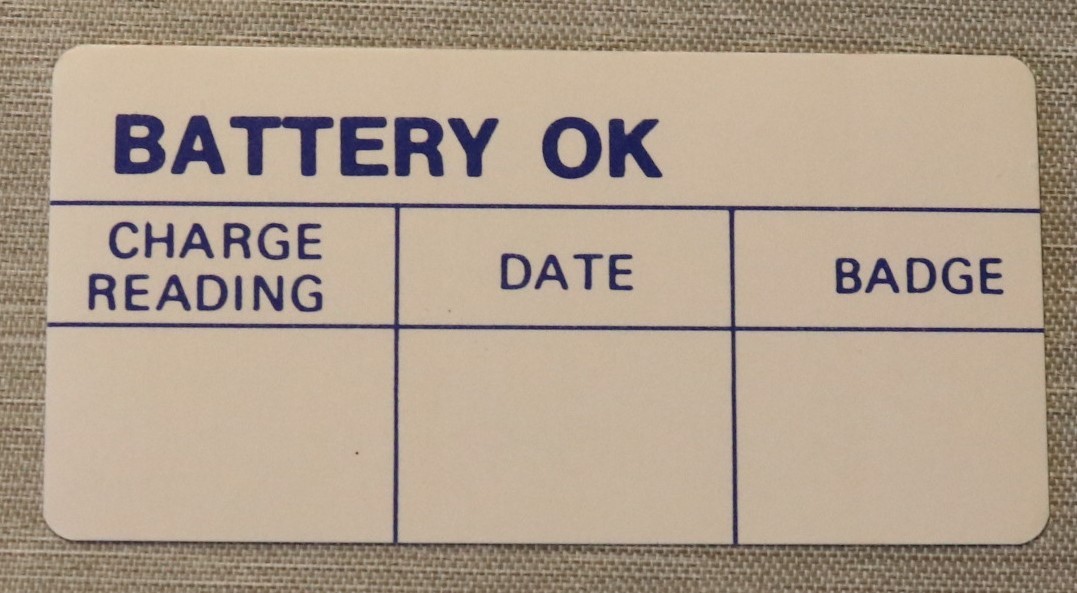 BATTERY OK
CHARGE
READING
DATE
BADGE